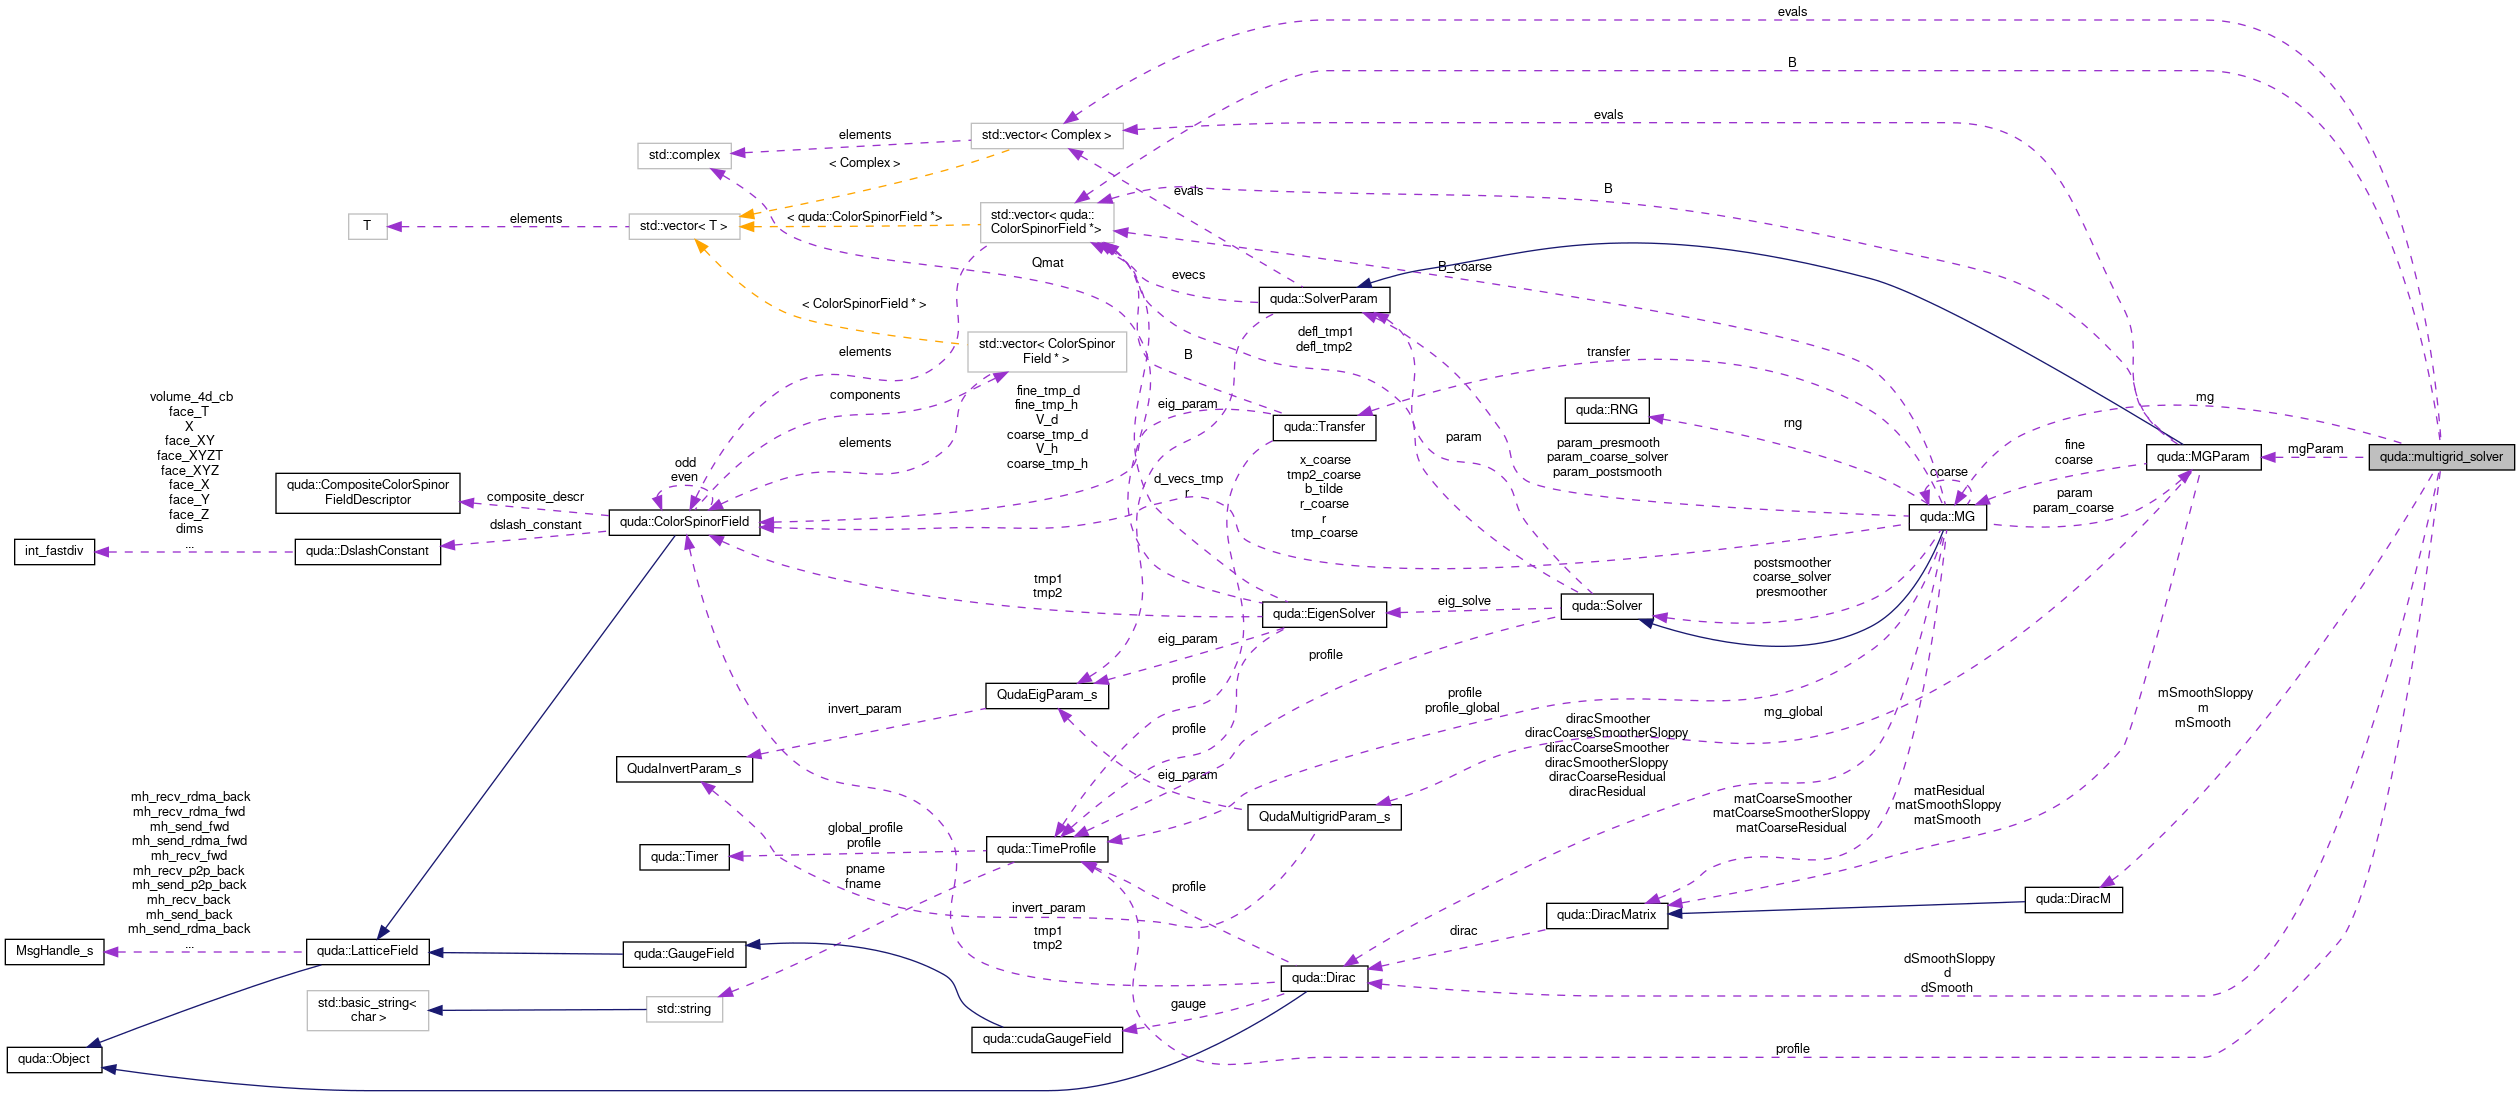 evals
B
evals
std::vector< Complex >
elements
std::complex
< Complex >
evals
B
std::vector< quda::
ColorSpinorField *>
< quda::ColorSpinorField *>
T
elements
std::vector< T >
Qmat
evecs
B_coarse
quda::SolverParam
< ColorSpinorField * >
std::vector< ColorSpinor
Field * >
defl_tmp1
defl_tmp2
transfer
elements
B
components
fine_tmp_d
fine_tmp_h
V_d
coarse_tmp_d
V_h
coarse_tmp_h
eig_param
quda::Transfer
quda::RNG
mg
volume_4d_cb
face_T
X
face_XY
face_XYZT
face_XYZ
face_X
face_Y
face_Z
dims
...
elements
param
rng
param_presmooth
param_coarse_solver
param_postsmooth
fine
coarse
quda::MGParam
mgParam
quda::multigrid_solver
odd
even
quda::CompositeColorSpinor
FieldDescriptor
composite_descr
d_vecs_tmp
r
x_coarse
tmp2_coarse
b_tilde
r_coarse
r
tmp_coarse
coarse
param
param_coarse
quda::ColorSpinorField
quda::MG
dslash_constant
int_fastdiv
quda::DslashConstant
tmp1
tmp2
postsmoother
coarse_solver
presmoother
quda::EigenSolver
eig_solve
quda::Solver
eig_param
profile
profile
QudaEigParam_s
invert_param
profile
profile_global
mSmoothSloppy
m
mSmooth
mg_global
diracSmoother
diracCoarseSmootherSloppy
diracCoarseSmoother
diracSmootherSloppy
diracCoarseResidual
diracResidual
profile
QudaInvertParam_s
eig_param
QudaMultigridParam_s
matCoarseSmoother
matCoarseSmootherSloppy
matCoarseResidual
matResidual
matSmoothSloppy
matSmooth
mh_recv_rdma_back
mh_recv_rdma_fwd
mh_send_fwd
mh_send_rdma_fwd
mh_recv_fwd
mh_recv_p2p_back
mh_send_p2p_back
mh_recv_back
mh_send_back
mh_send_rdma_back
...
global_profile
profile
quda::Timer
quda::TimeProfile
pname
fname
profile
invert_param
quda::DiracMatrix
quda::DiracM
dirac
tmp1
tmp2
MsgHandle_s
quda::LatticeField
quda::GaugeField
quda::Dirac
dSmoothSloppy
d
dSmooth
std::basic_string<
char >
std::string
gauge
quda::cudaGaugeField
quda::Object
profile